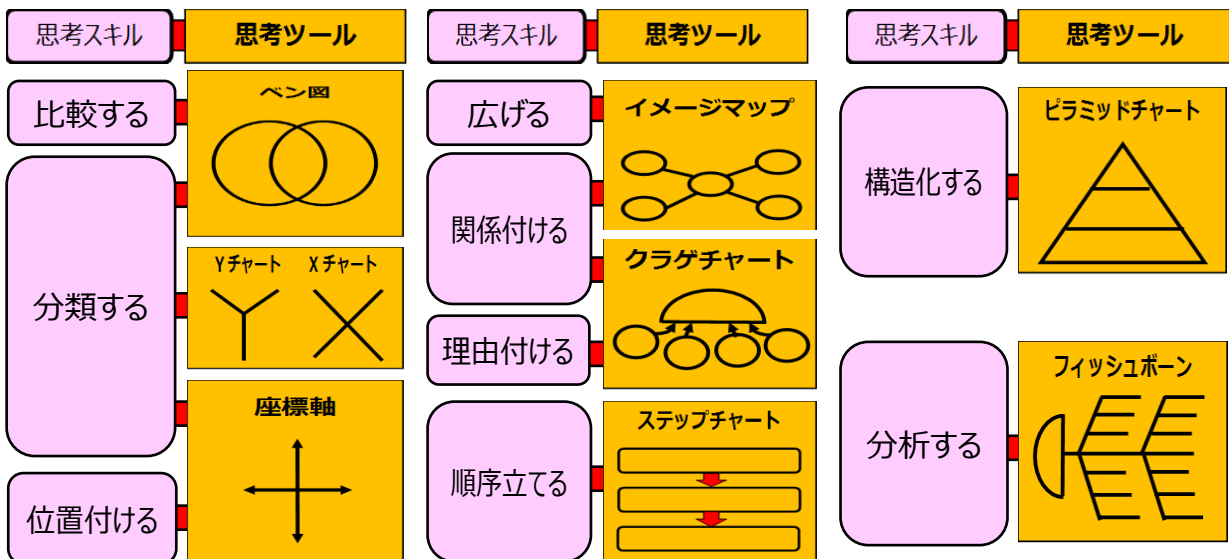 思考スキル
思考ツール
比較する
ベン図
分類する
Yチャート
Xチャート
座標軸
位置付ける
思考スキル
思考ツール
広げる
イメージマップ
関係付ける
クラゲチャート
理由付ける
順序立てる
ステップチャート
思考スキル
思考ツール
構造化する
ピラミッドチャート
分析する
フィッシュボーン